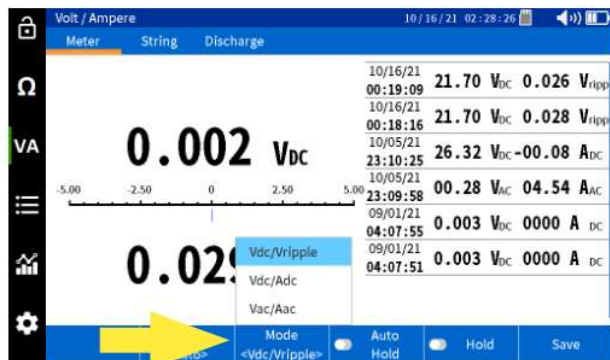 Volt / Ampere
10/16/21 02:28:26
Meter String Discharge
Ω
VA
0.002 VDC
-5.00 -2.50 0 2.50 5.00
0.029
10/16/21 00:19:09 21.70 VDC 0.026 Vripp
10/16/21 00:18:16 21.70 VDC 0.028 Vripp
10/05/21 23:10:25 26.32 VDC -00.08 ADC
10/05/21 23:09:58 00.28 VAC 04.54 AAC
09/01/21 04:07:55 0.003 VDC 0000 A DC
09/01/21 04:07:51 0.003 VDC 0000 A DC
Vdc/Vripple
Vdc/Adc
Vac/Aac
Mode
<Vdc/Vripple>
Auto
Hold
Hold
Save